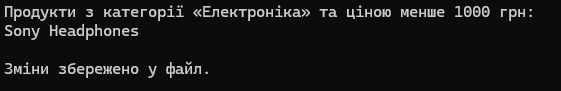 Продукти з категорії «Електроніка» та ціною менше 1000 грн:
Sony Headphones
Зміни збережено у файл.